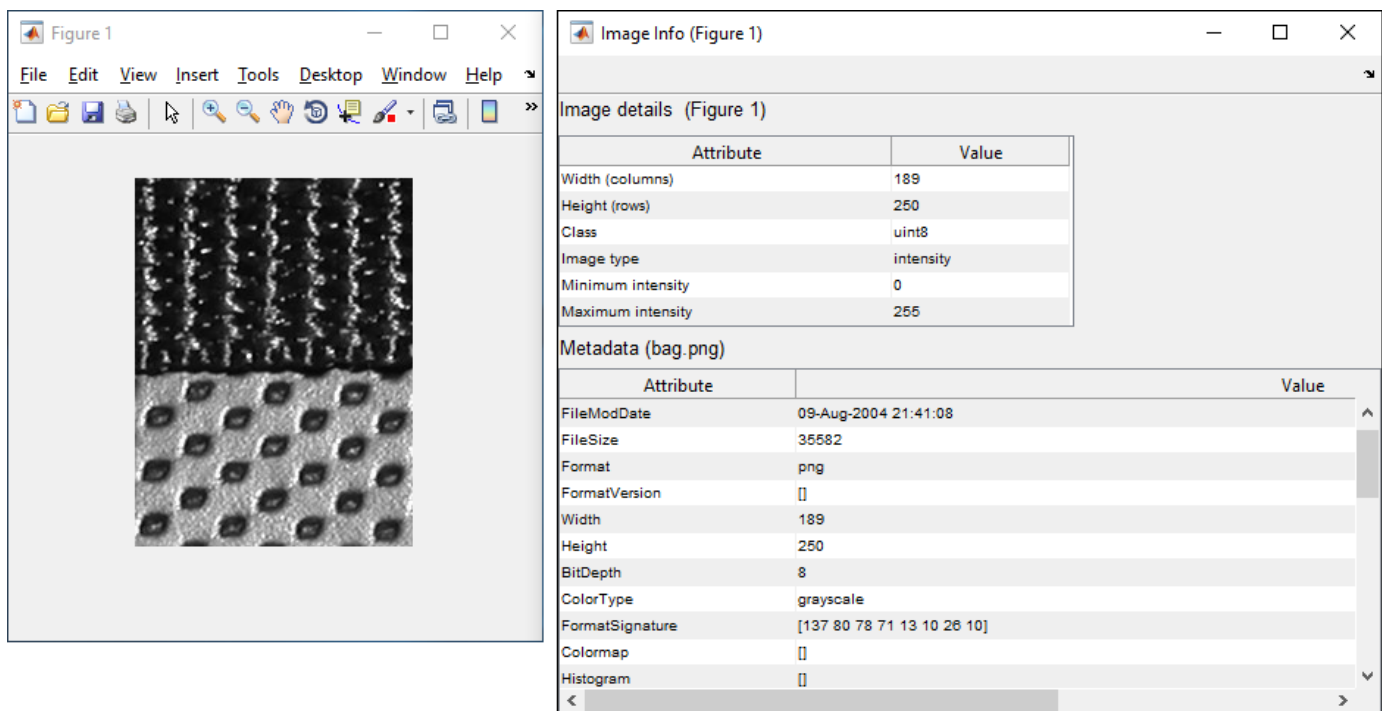 Figure 1
File Edit View Insert Tools Desktop Window Help
Image Info (Figure 1)
Image details (Figure 1)
Attribute Value
Width (columns) 189
Height (rows) 250
Class uint8
Image type intensity
Minimum intensity 0
Maximum intensity 255
Metadata (bag.png)
Attribute Value
FileModDate 09-Aug-2004 21:41:08
FileSize 35582
Format png
FormatVersion []
Width 189
Height 250
BitDepth 8
ColorType grayscale
FormatSignature [137 80 78 71 13 10 26 10]
Colormap []
Histogram []